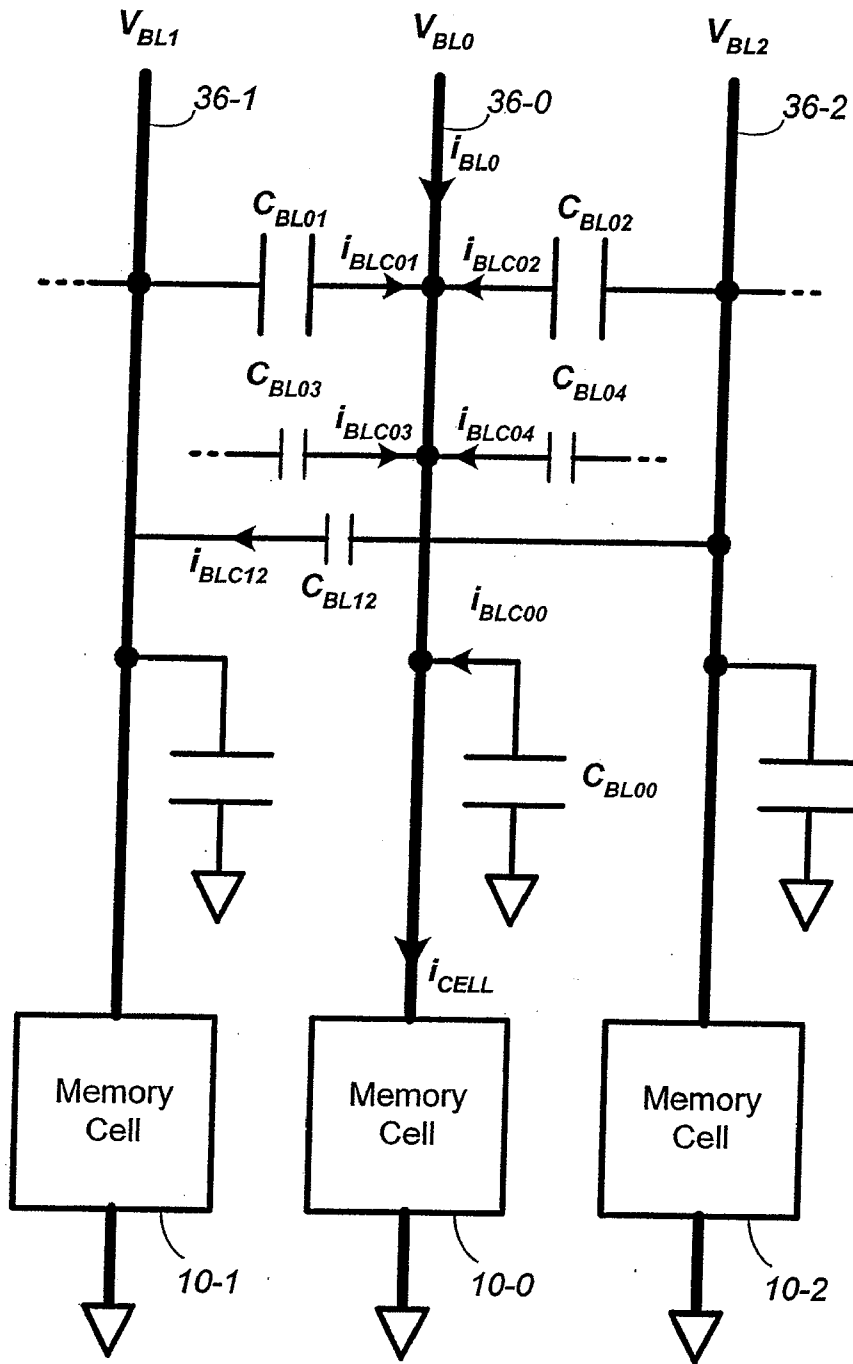 V_BL1
V_BL0
V_BL2
36-1
36-0
36-2
i_BL0
C_BL01
C_BL02
i_BLC01
i_BLC02
C_BL03
C_BL04
i_BLC03
i_BLC04
i_BLC12
C_BL12
i_BLC00
C_BL00
i_CELL
Memory
Cell
Memory
Cell
Memory
Cell
10-1
10-0
10-2